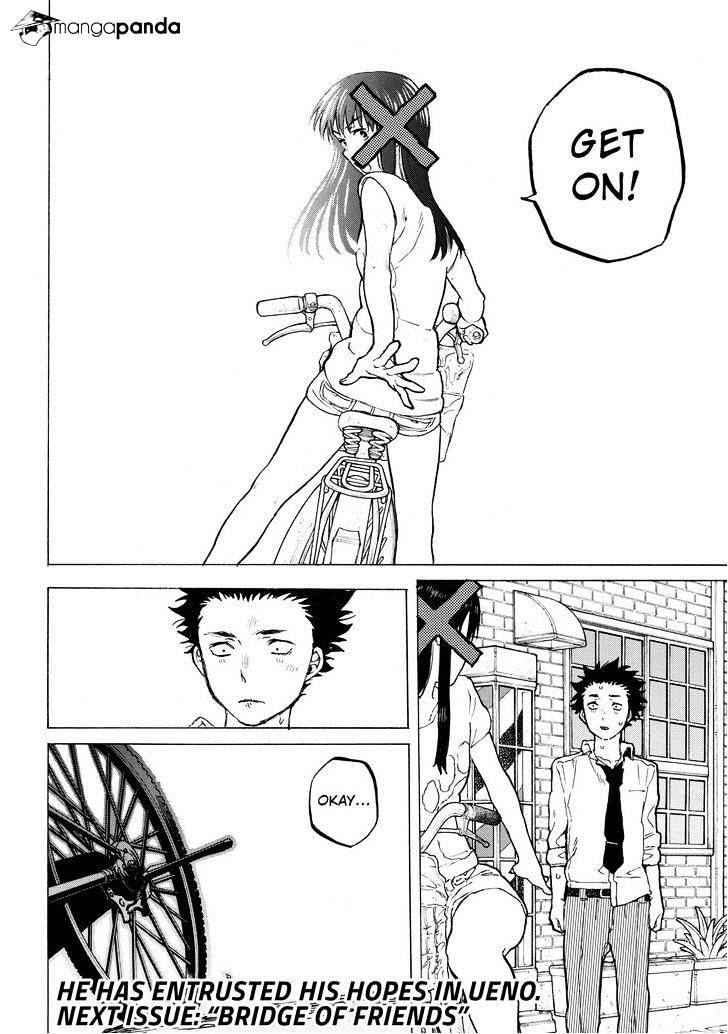 mangapanda
GET
ON!
OKAY...
HE HAS ENTRUSTED HIS HOPES IN UENO.
NEXT ISSUE: “BRIDGE OF FRIENDS”